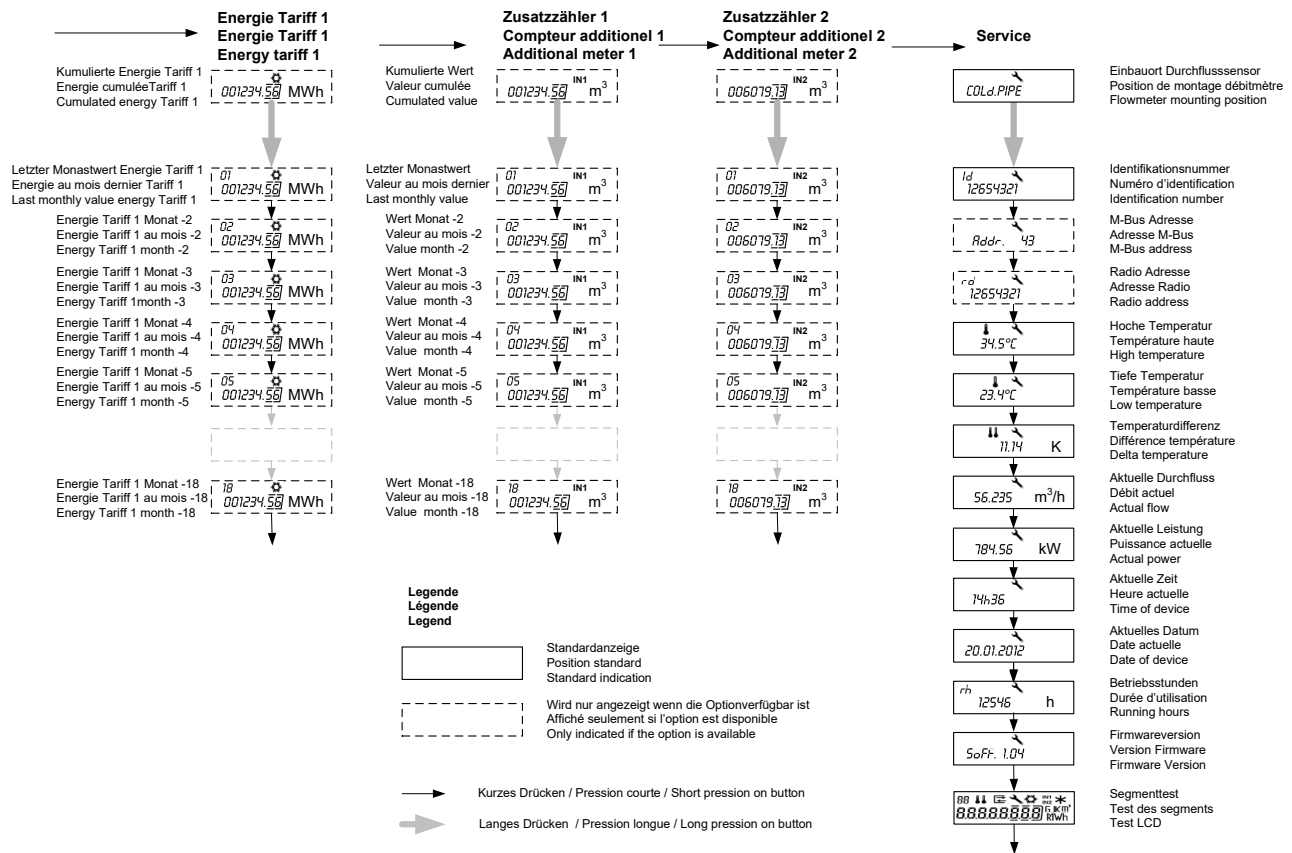 Energie Tariff 1
Energie Tariff 1
Energy tariff 1
Kumulierte Energie Tariff 1
Energie cumuléeTariff 1
Cumulated energy Tariff 1
001234.56 MWh
Letzter Monastwert Energie Tariff 1
Energie au mois dernier Tariff 1
Last monthly value energy Tariff 1
01
001234.56 MWh
Energie Tariff 1 Monat -2
Energie Tariff 1 au mois -2
Energy Tariff 1 month -2
02
001234.56 MWh
Energie Tariff 1 Monat -3
Energie Tariff 1 au mois -3
Energy Tariff 1month -3
03
001234.56 MWh
Energie Tariff 1 Monat -4
Energie Tariff 1 au mois -4
Energy Tariff 1 month -4
04
001234.56 MWh
Energie Tariff 1 Monat -5
Energie Tariff 1 au mois -5
Energy Tariff 1 month -5
05
001234.56 MWh
Energie Tariff 1 Monat -18
Energie Tariff 1 au mois -18
Energy Tariff 1 month -18
18
001234.56 MWh
Zusatzzähler 1
Compteur additionel 1
Additional meter 1
Kumulierte Wert
Valeur cumulée
Cumulated value
IN1
001234.56 m³
Letzter Monastwert
Valeur au mois dernier
Last monthly value
01 IN1
001234.56 m³
Wert Monat -2
Valeur au mois -2
Value month -2
02 IN1
001234.56 m³
Wert Monat -3
Valeur au mois -3
Value month -3
03 IN1
001234.56 m³
Wert Monat -4
Valeur au mois -4
Value month -4
04 IN1
001234.56 m³
Wert Monat -5
Valeur au mois -5
Value month -5
05 IN1
001234.56 m³
Wert Monat -18
Valeur au mois -18
Value month -18
18 IN1
001234.56 m³
Zusatzzähler 2
Compteur additionel 2
Additional meter 2
IN2
006079.13 m³
01 IN2
006079.13 m³
02 IN2
006079.13 m³
03 IN2
006079.13 m³
04 IN2
006079.13 m³
05 IN2
006079.13 m³
18 IN2
006079.13 m³
Service
COLd.PIPE
Einbauort Durchflusssensor
Position de montage débitmètre
Flowmeter mounting position
Id
12654321
Identifikationsnummer
Numéro d'identification
Identification number
Addr. 43
M-Bus Adresse
Adresse M-Bus
M-Bus address
rd
12654321
Radio Adresse
Adresse Radio
Radio address
34.5°C
Hoche Temperatur
Température haute
High temperature
23.4°C
Tiefe Temperatur
Température basse
Low temperature
11.14 K
Temperaturdifferenz
Différence température
Delta temperature
56.235 m³/h
Aktuelle Durchfluss
Débit actuel
Actual flow
784.56 kW
Aktuelle Leistung
Puissance actuelle
Actual power
14h36
Aktuelle Zeit
Heure actuelle
Time of device
20.01.2012
Aktuelles Datum
Date actuelle
Date of device
rh
12546 h
Betriebsstunden
Durée d'utilisation
Running hours
SoFt. 1.04
Firmwareversion
Version Firmware
Firmware Version
88 IN1 IN2
88888888
Segmenttest
Test des segments
Test LCD
Legende
Légende
Legend
Standardanzeige
Position standard
Standard indication
Wird nur angezeigt wenn die Optionverfügbar ist
Affiché seulement si l'option est disponible
Only indicated if the option is available
Kurzes Drücken / Pression courte / Short pression on button
Langes Drücken / Pression longue / Long pression on button